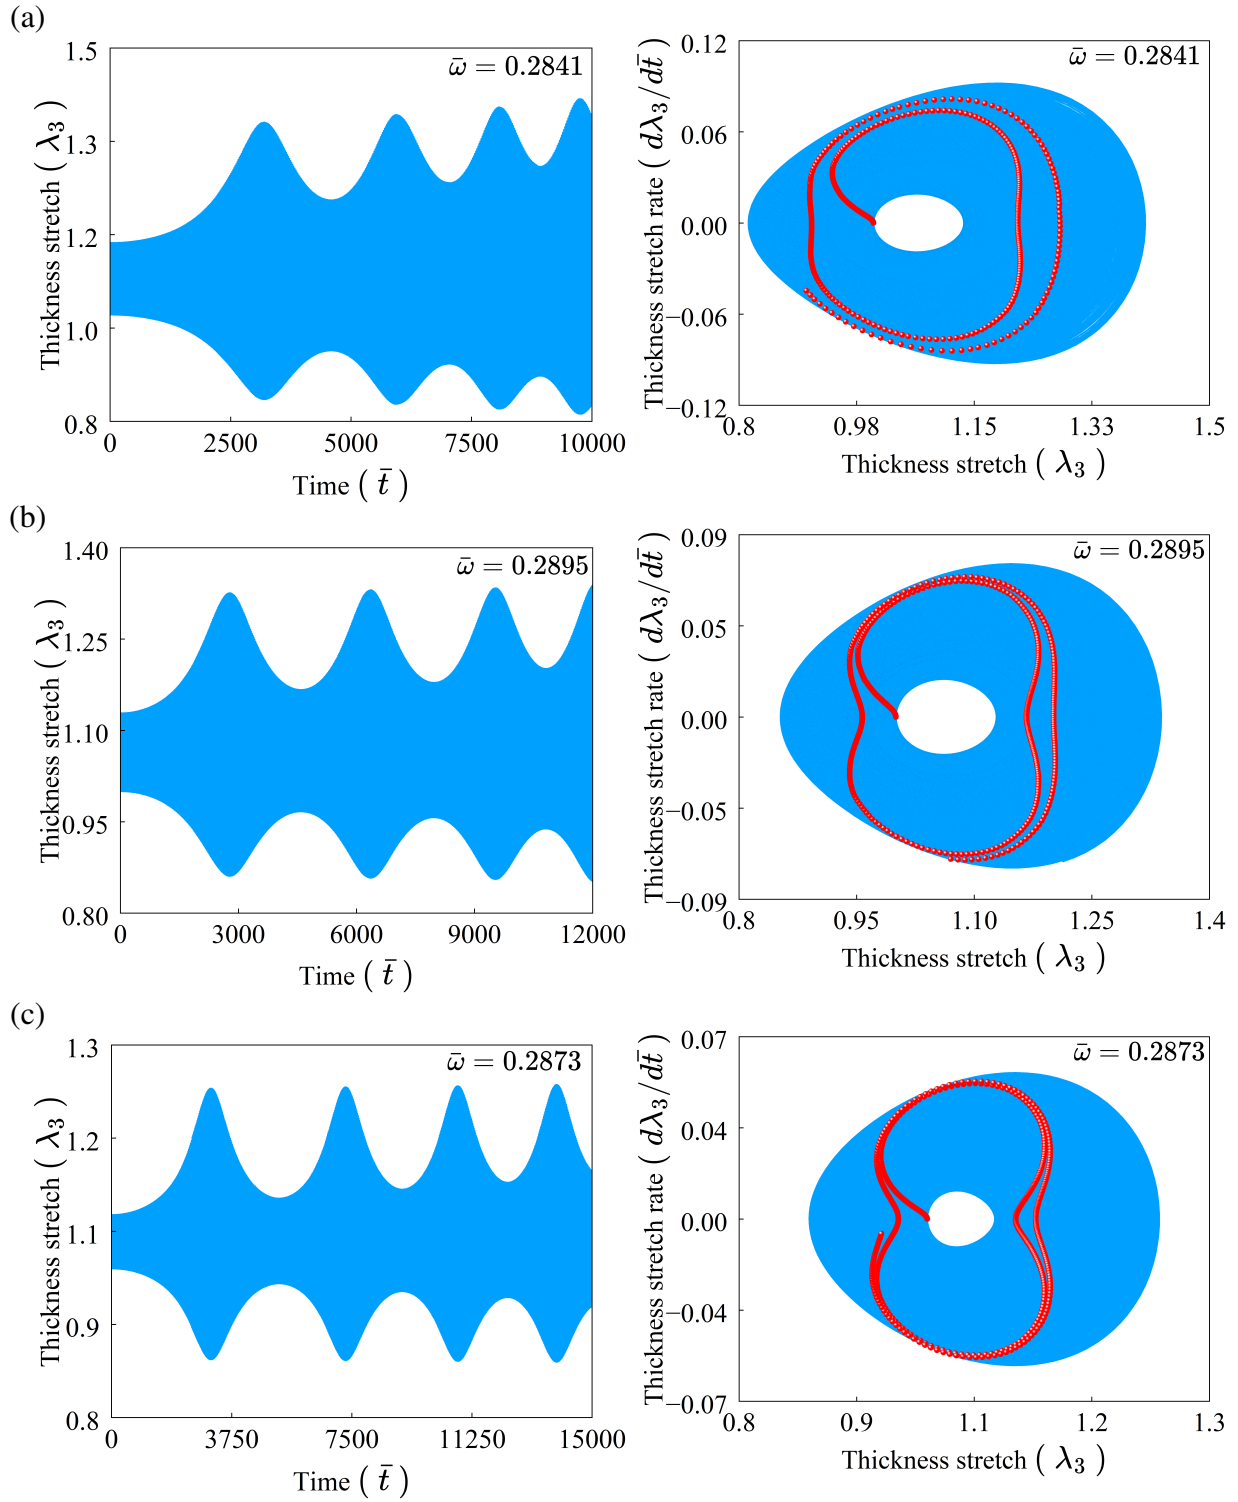 (a)
1.5
1.3
1.2
1.0
0.8
Thickness stretch ( λ₃ )
ω̄ = 0.2841
0
2500
5000
7500
10000
Time ( t̄ )
0.12
0.06
0.00
−0.06
−0.12
Thickness stretch rate ( dλ₃/dt̄ )
ω̄ = 0.2841
0.8
0.98
1.15
1.33
1.5
Thickness stretch ( λ₃ )
(b)
1.40
1.25
1.10
0.95
0.80
Thickness stretch ( λ₃ )
ω̄ = 0.2895
0
3000
6000
9000
12000
Time ( t̄ )
0.09
0.05
0.00
−0.05
−0.09
Thickness stretch rate ( dλ₃/dt̄ )
ω̄ = 0.2895
0.8
0.95
1.10
1.25
1.4
Thickness stretch ( λ₃ )
(c)
1.3
1.2
1.1
0.9
0.8
Thickness stretch ( λ₃ )
ω̄ = 0.2873
0
3750
7500
11250
15000
Time ( t̄ )
0.07
0.04
0.00
−0.04
−0.07
Thickness stretch rate ( dλ₃/dt̄ )
ω̄ = 0.2873
0.8
0.9
1.1
1.2
1.3
Thickness stretch ( λ₃ )